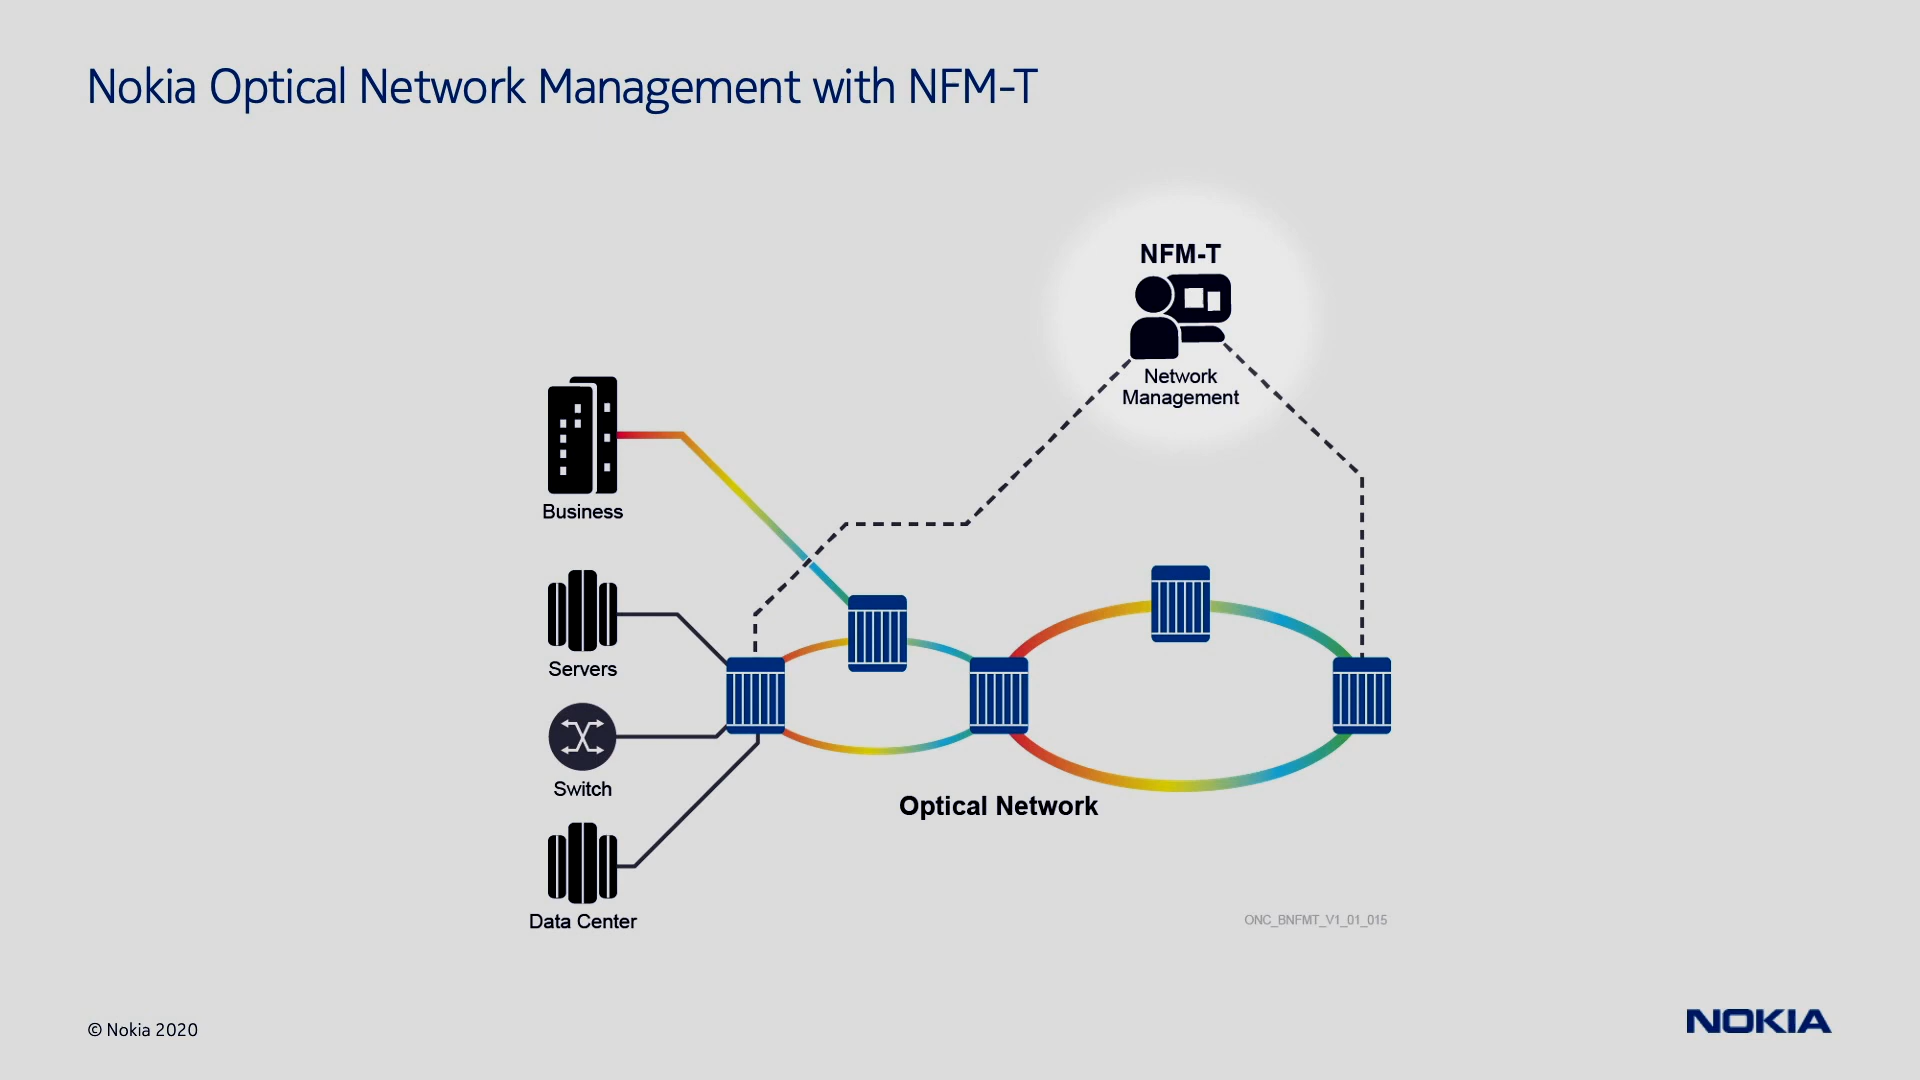 Nokia Optical Network Management with NFM-T
NFM-T
Network
Management
Business
Servers
Switch
Optical Network
Data Center
ONC_BNFMT_V1_01_015
© Nokia 2020
NOKIA